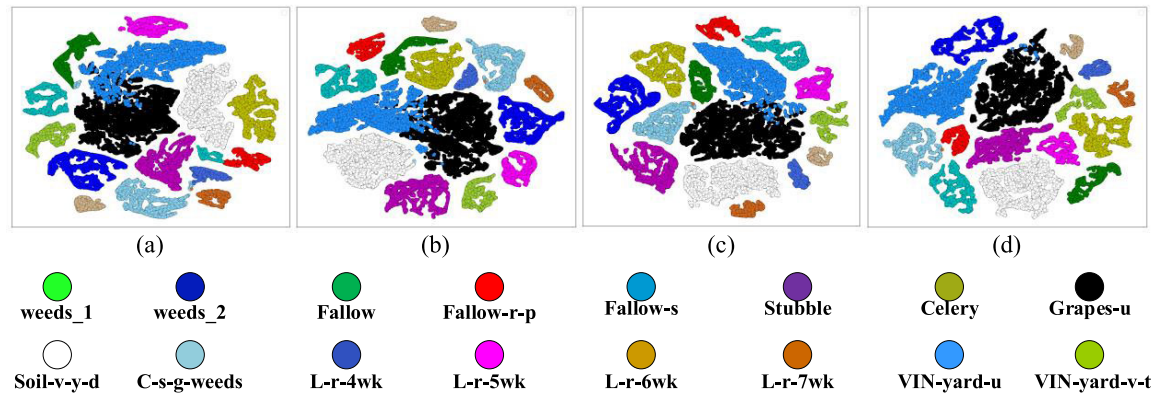 (a) (b) (c) (d)
weeds_1 weeds_2 Fallow Fallow-r-p Fallow-s Stubble Celery Grapes-u
Soil-v-y-d C-s-g-weeds L-r-4wk L-r-5wk L-r-6wk L-r-7wk VIN-yard-u VIN-yard-v-t